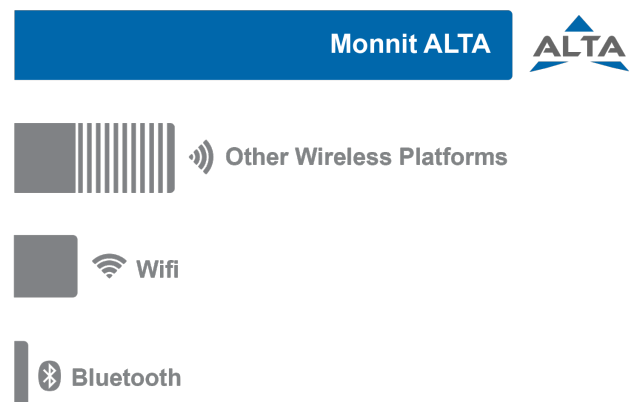 Monnit ALTA
ALTA
Other Wireless Platforms
Wifi
Bluetooth